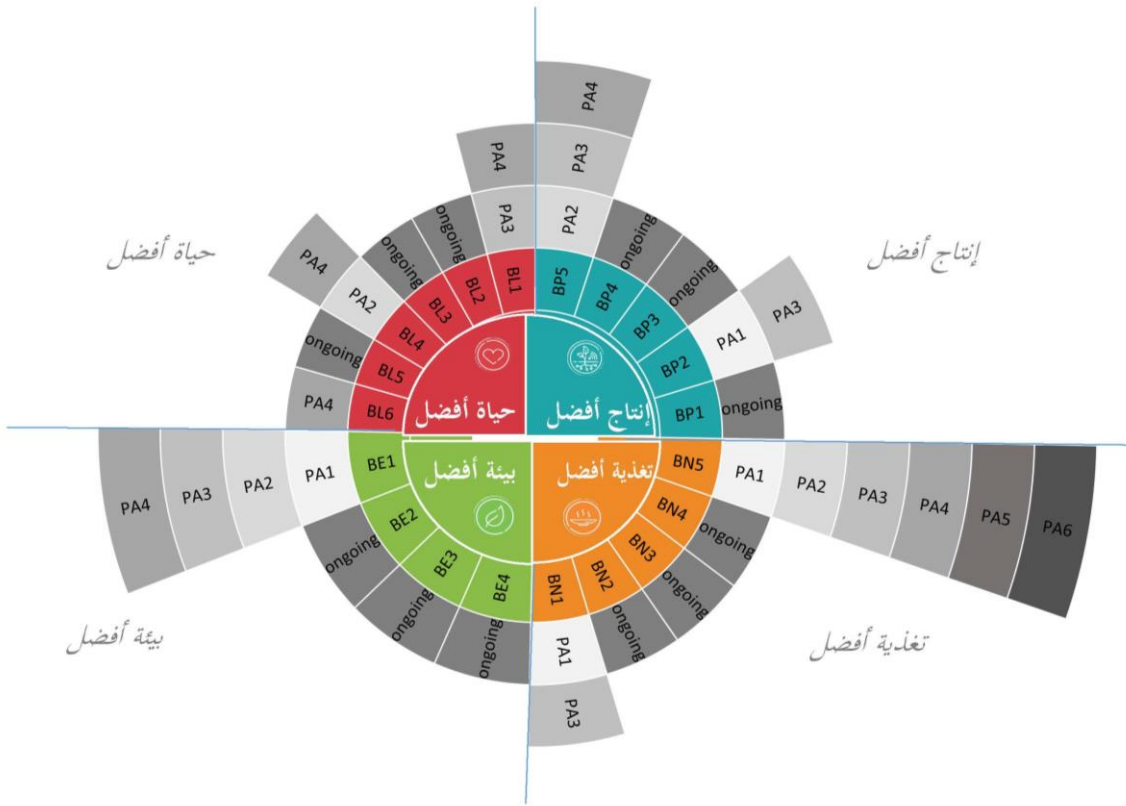 إنتاج أفضل
حياة أفضل
PA4
PA3
PA2
PA4
PA3
ongoing
ongoing
PA1
PA3
ongoing
ongoing
ongoing
PA4
PA2
ongoing
PA4
BP5
BP4
BP3
BP2
BP1
BL1
BL2
BL3
BL4
BL5
BL6
إنتاج أفضل
حياة أفضل
تغذية أفضل
بيئة أفضل
BE1
BE2
BE3
BE4
BN5
BN4
BN3
BN2
BN1
PA1
PA2
PA3
PA4
PA5
PA6
ongoing
ongoing
ongoing
PA1
PA3
PA1
PA2
PA3
PA4
ongoing
ongoing
ongoing
تغذية أفضل
بيئة أفضل